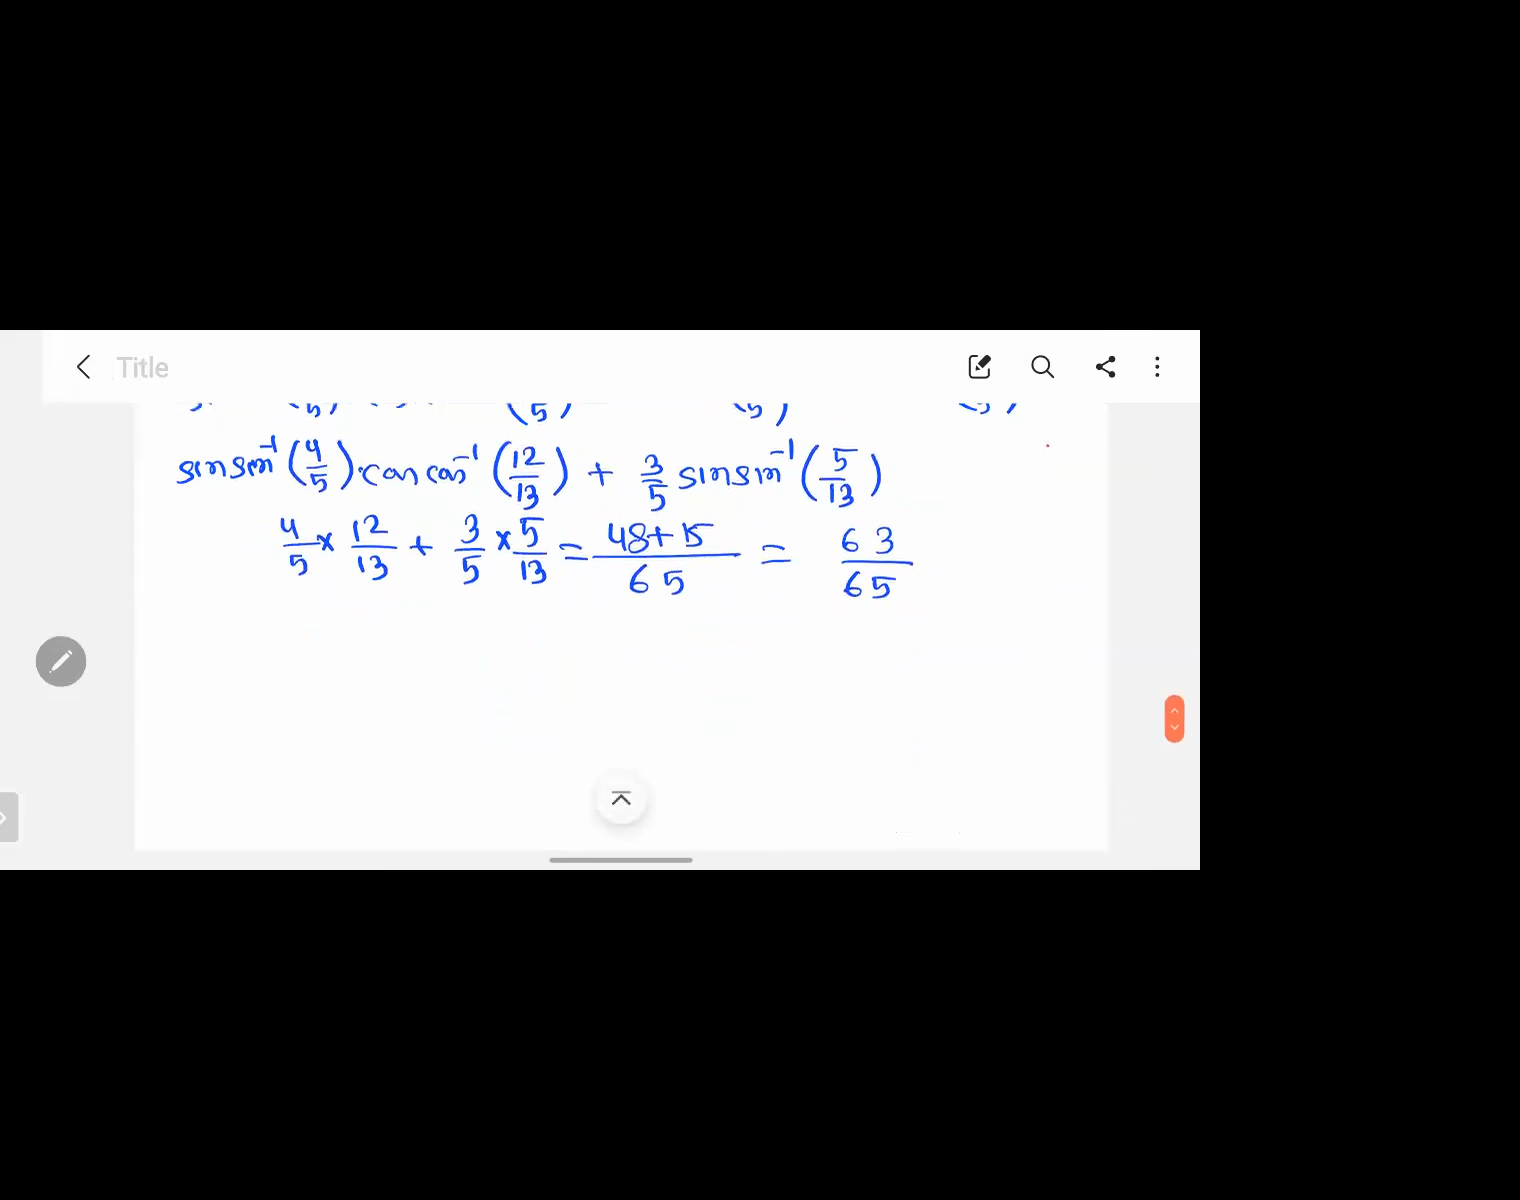 Title
sin sin⁻¹(4/5).cos cos⁻¹(12/13) + 3/5 sin sin⁻¹(5/13)
4/5 × 12/13 + 3/5 × 5/13 = 48+15/65 = 63/65